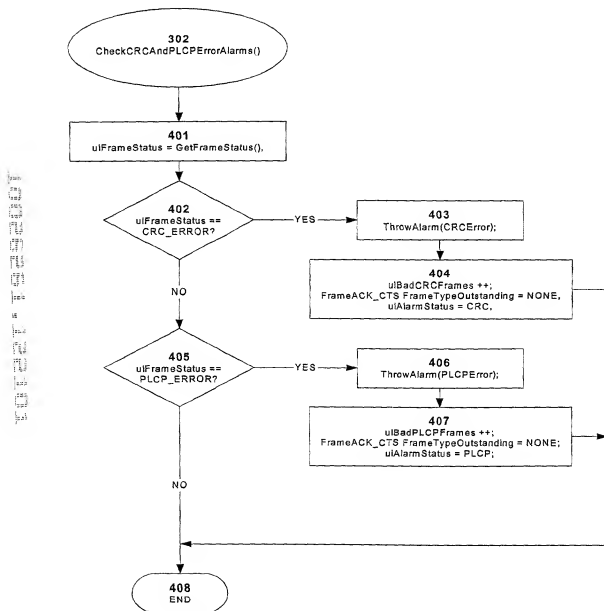 302
CheckCRCAndPLCPErrorAlarms()
401
ulFrameStatus = GetFrameStatus(),
402
ulFrameStatus ==
CRC_ERROR?
YES
403
ThrowAlarm(CRCError);
404
ulBadCRCFrames ++;
FrameACK_CTS FrameTypeOutstanding = NONE,
ulAlarmStatus = CRC,
NO
405
ulFrameStatus ==
PLCP_ERROR?
YES
406
ThrowAlarm(PLCPError);
407
ulBadPLCPFrames ++;
FrameACK_CTS FrameTypeOutstanding = NONE;
ulAlarmStatus = PLCP;
NO
408
END